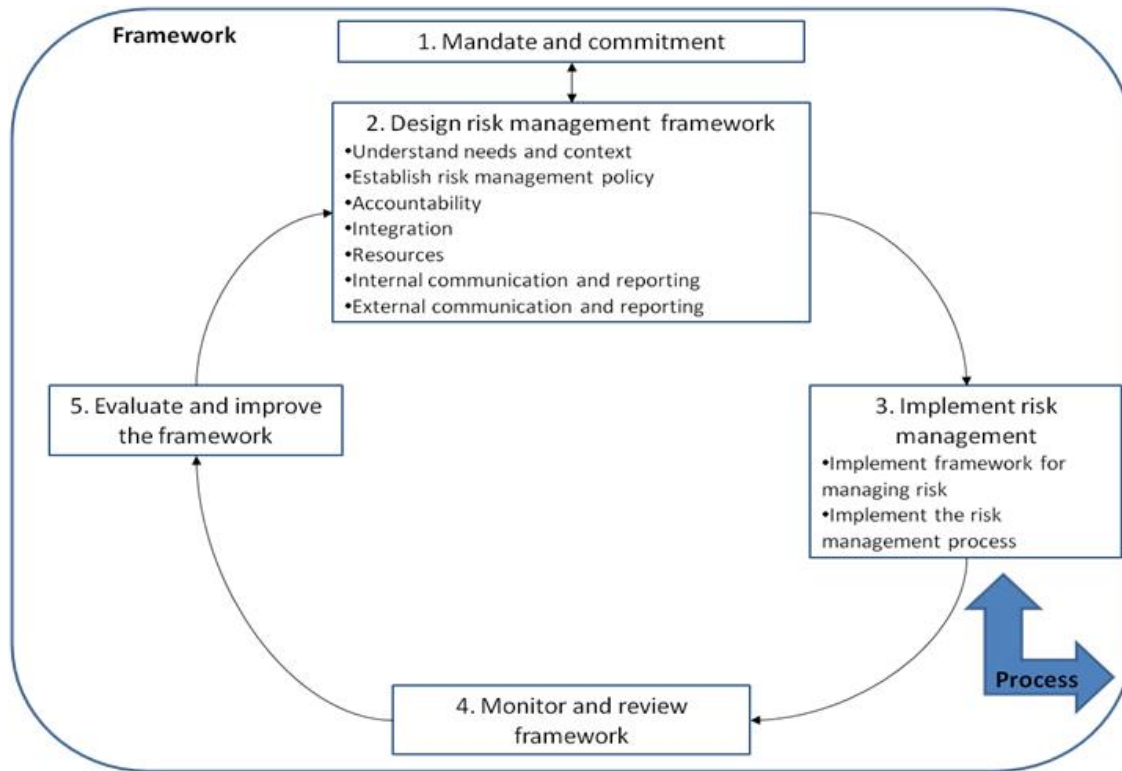 Framework
1. Mandate and commitment
2. Design risk management framework
•Understand needs and context
•Establish risk management policy
•Accountability
•Integration
•Resources
•Internal communication and reporting
•External communication and reporting
3. Implement risk
management
•Implement framework for
managing risk
•Implement the risk
management process
Process
4. Monitor and review
framework
5. Evaluate and improve
the framework